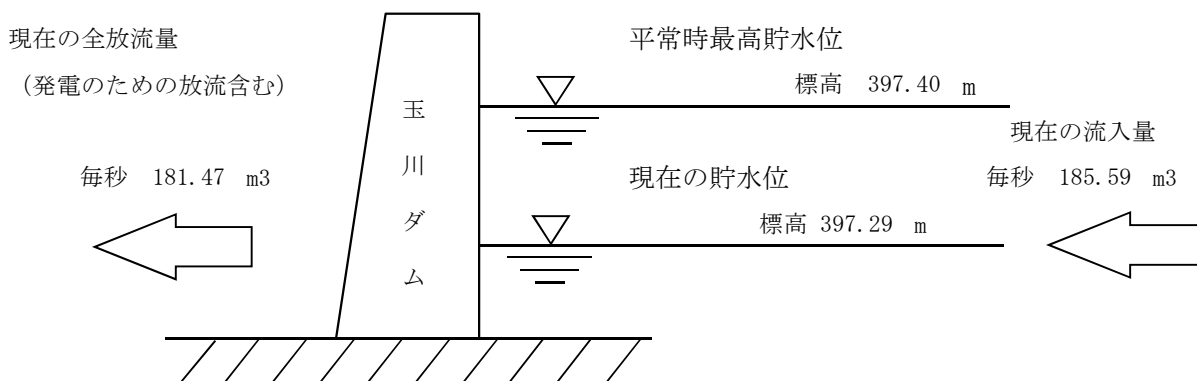 現在の全放流量
（発電のための放流含む）
毎秒 181.47 m3
玉川ダム
平常時最高貯水位
標高 397.40 m
現在の貯水位
標高 397.29 m
現在の流入量
毎秒 185.59 m3